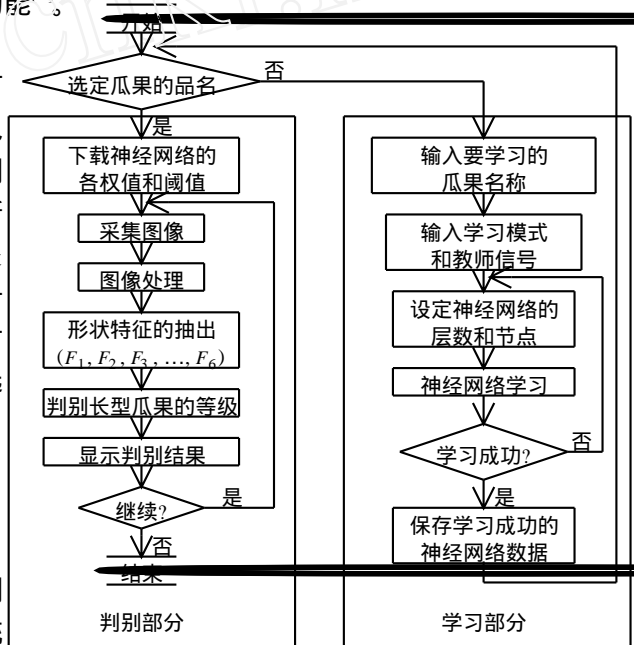 开始
选定瓜果的品名
否
是
下载神经网络的
各权值和阈值
采集图像
图像处理
形状特征的抽出
(F₁, F₂, F₃, …, F₆)
判别长型瓜果的等级
显示判别结果
继续?
是
否
结束
判别部分
输入要学习的
瓜果名称
输入学习模式
和教师信号
设定神经网络的
层数和节点
神经网络学习
学习成功?
否
是
保存学习成功的
神经网络数据
学习部分